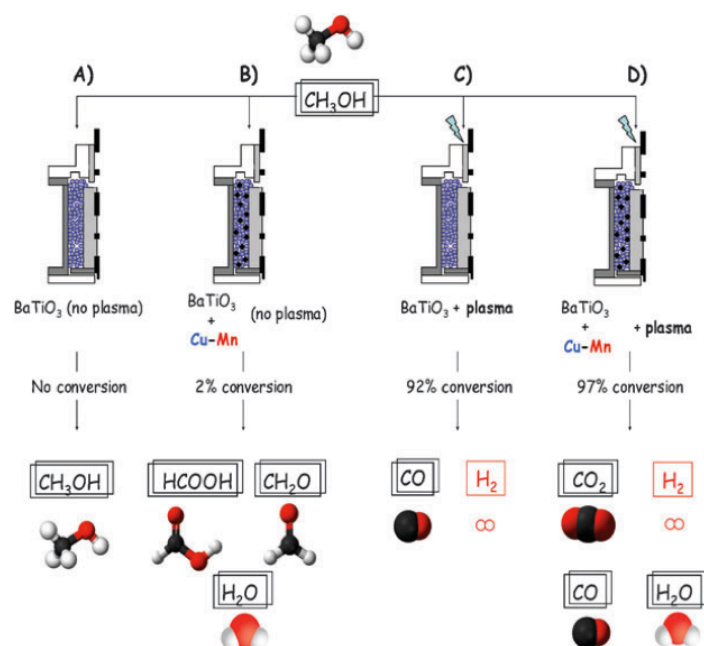 A) B) C) D)
CH₃OH
BaTiO₃ (no plasma)
BaTiO₃
+
Cu-Mn
(no plasma)
BaTiO₃ + plasma
BaTiO₃
+
Cu-Mn
+ plasma
No conversion
2% conversion
92% conversion
97% conversion
CH₃OH
HCOOH
CH₂O
CO
H₂
CO₂
H₂
H₂O
CO
H₂O